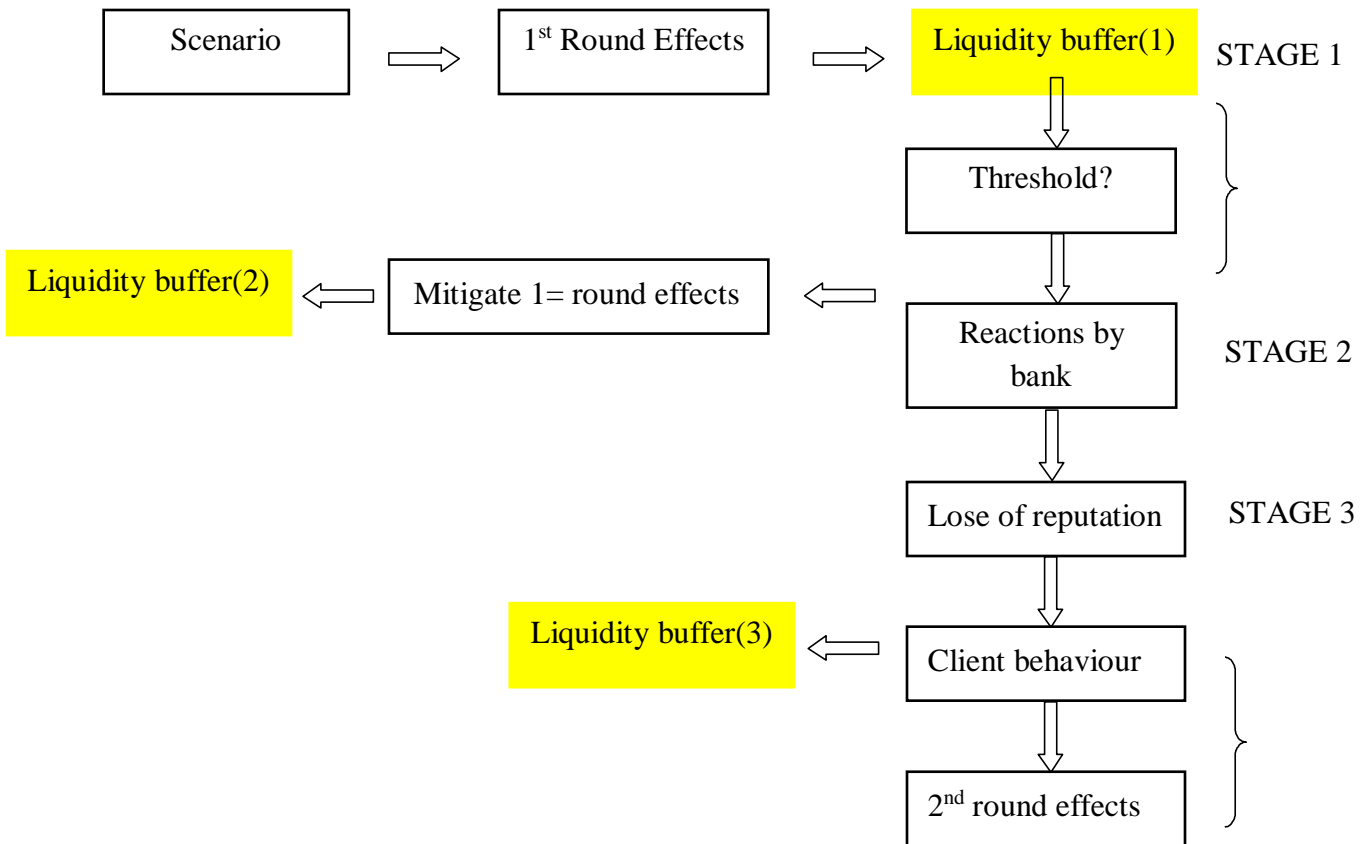 Scenario
1st Round Effects
Liquidity buffer(1)
STAGE 1
Threshold?
Liquidity buffer(2)
Mitigate 1= round effects
Reactions by
bank
STAGE 2
Lose of reputation
STAGE 3
Liquidity buffer(3)
Client behaviour
2nd round effects